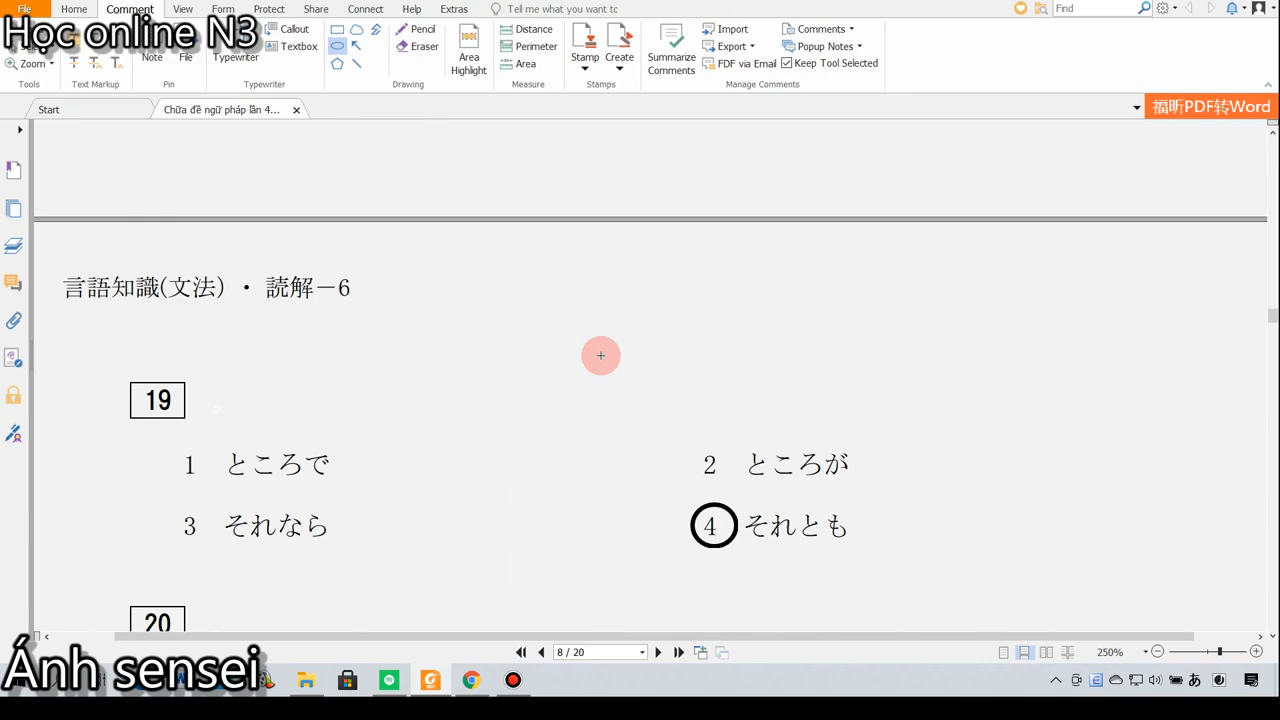 File Home Comment View Form Protect Share Connect Help Extras Tell me what you want tc Find
Học online N3
Zoom
Note
File
Typewriter
Callout
Textbox
Pencil
Eraser
Area
Highlight
Distance
Perimeter
Area
Stamp
Create
Summarize
Comments
Import
Export
FDF via Email
Comments
Popup Notes
Keep Tool Selected
Tools Text Markup Pin Typewriter Drawing Measure Stamps Manage Comments
Start
Chữa đề ngữ pháp lần 4...
福昕PDF转Word
言語知識(文法) ・ 読解－6
19
1 ところで
2 ところが
3 それなら
4 それとも
20
8 / 20
250%
Ánh sensei
あ